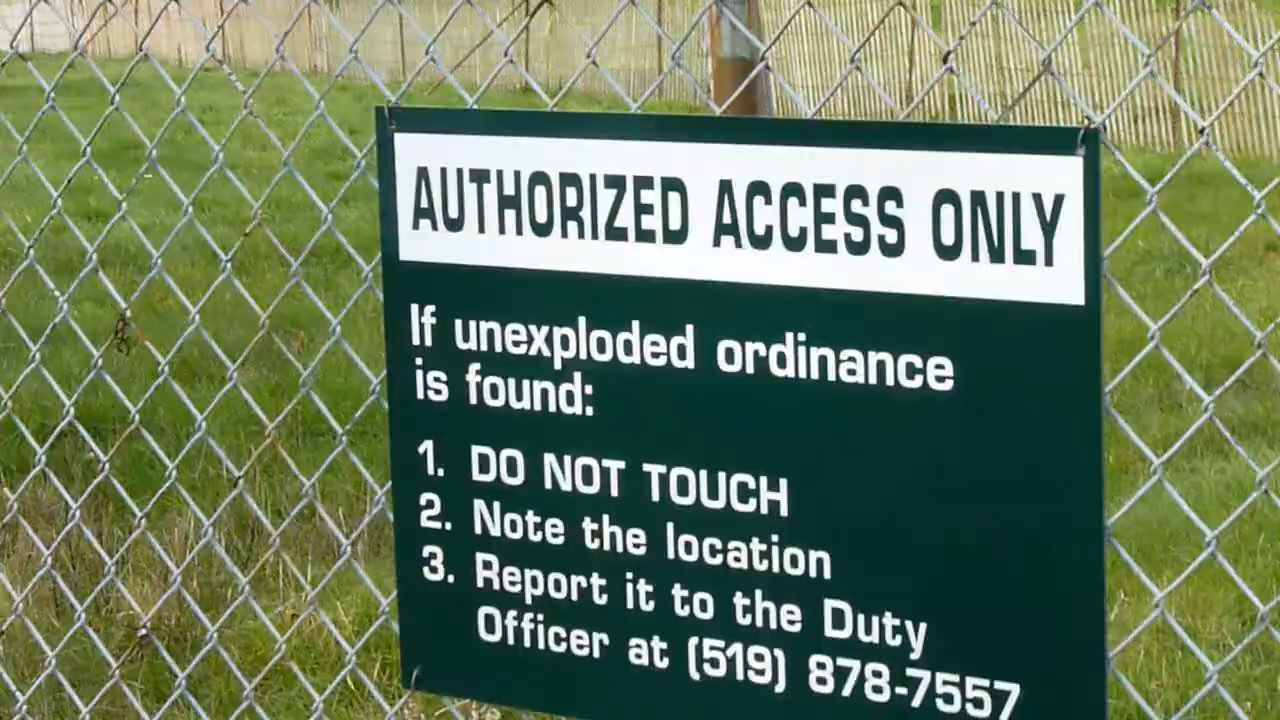 AUTHORIZED ACCESS ONLY
If unexploded ordinance
is found:
1. DO NOT TOUCH
2. Note the location
3. Report it to the Duty
Officer at (519) 878-7557